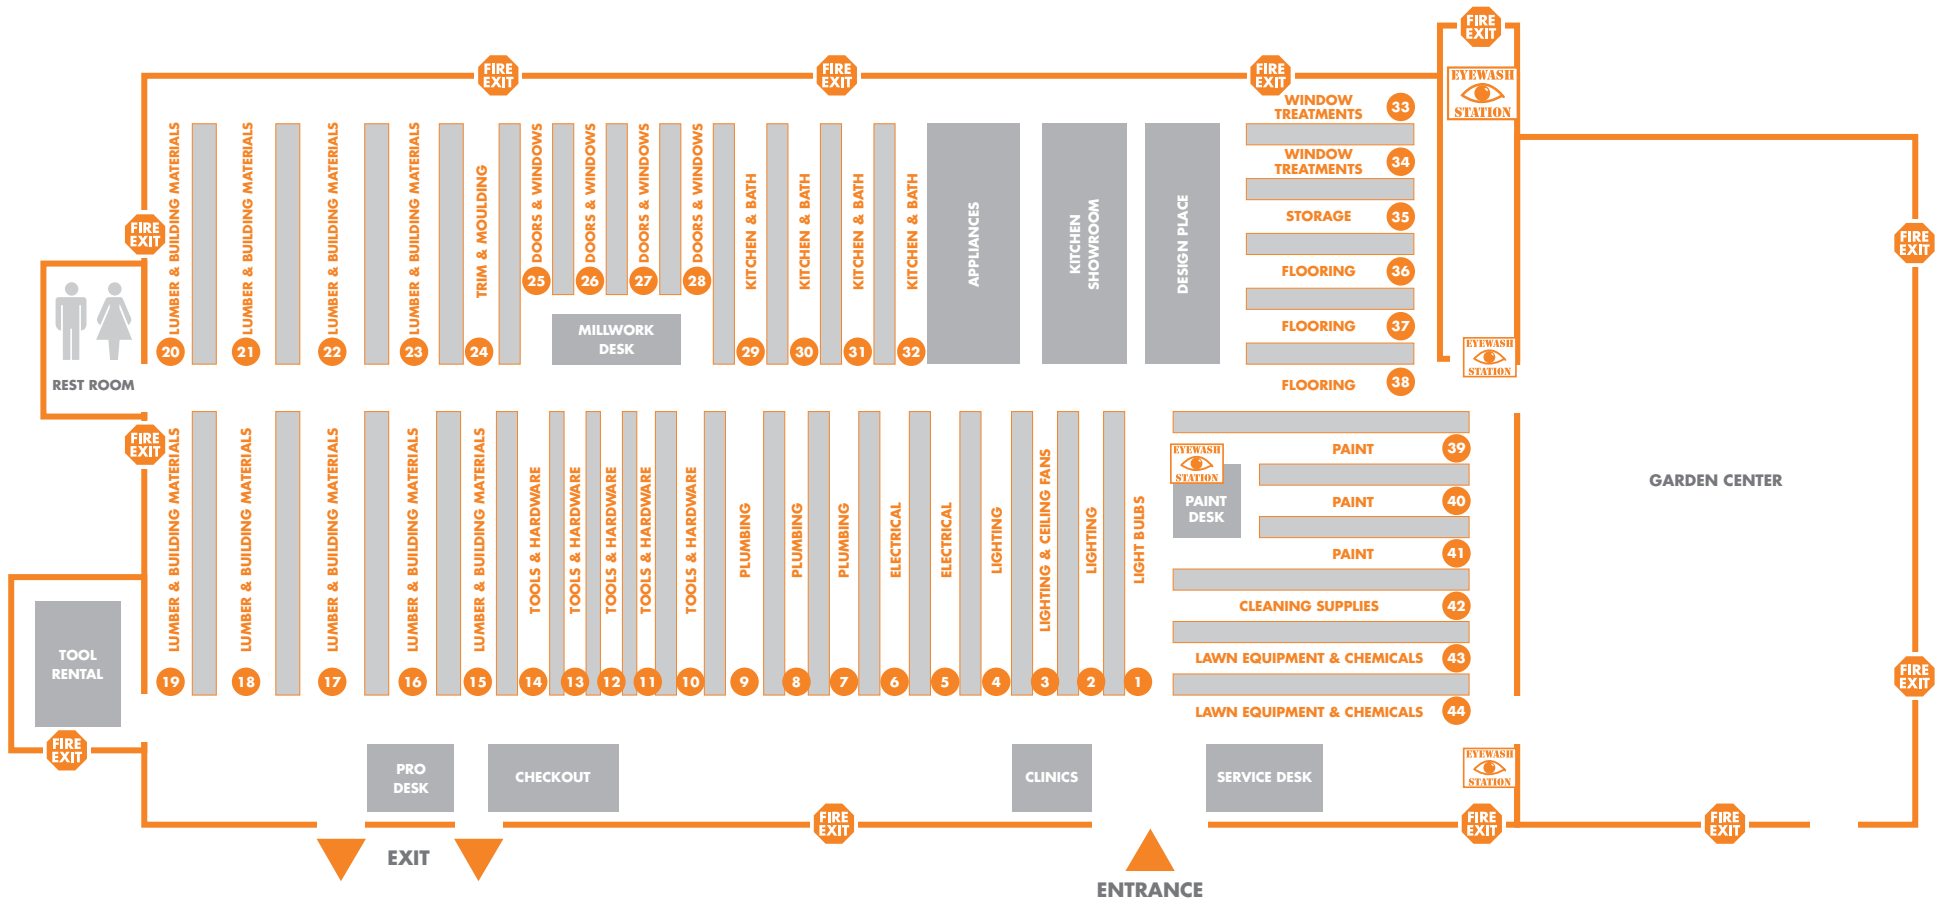 FIRE
EXIT
EYEWASH
STATION
FIRE
EXIT
FIRE
EXIT
FIRE
EXIT
WINDOW
TREATMENTS
33
WINDOW
TREATMENTS
34
STORAGE
35
FLOORING
36
FLOORING
37
FLOORING
38
EYEWASH
STATION
FIRE
EXIT
LUMBER & BUILDING MATERIALS
20
LUMBER & BUILDING MATERIALS
21
LUMBER & BUILDING MATERIALS
22
LUMBER & BUILDING MATERIALS
23
TRIM & MOULDING
24
DOORS & WINDOWS
25
DOORS & WINDOWS
26
DOORS & WINDOWS
27
DOORS & WINDOWS
28
MILLWORK
DESK
KITCHEN & BATH
29
KITCHEN & BATH
30
KITCHEN & BATH
31
KITCHEN & BATH
32
APPLIANCES
KITCHEN
SHOWROOM
DESIGN PLACE
FIRE
EXIT
REST ROOM
FIRE
EXIT
LUMBER & BUILDING MATERIALS
19
LUMBER & BUILDING MATERIALS
18
LUMBER & BUILDING MATERIALS
17
LUMBER & BUILDING MATERIALS
16
LUMBER & BUILDING MATERIALS
15
TOOLS & HARDWARE
14
TOOLS & HARDWARE
13
TOOLS & HARDWARE
12
TOOLS & HARDWARE
11
TOOLS & HARDWARE
10
PLUMBING
9
PLUMBING
8
PLUMBING
7
ELECTRICAL
6
ELECTRICAL
5
LIGHTING
4
LIGHTING & CEILING FANS
3
LIGHTING
2
LIGHT BULBS
1
EYEWASH
STATION
PAINT
DESK
PAINT
39
PAINT
40
PAINT
41
CLEANING SUPPLIES
42
LAWN EQUIPMENT & CHEMICALS
43
LAWN EQUIPMENT & CHEMICALS
44
GARDEN CENTER
FIRE
EXIT
TOOL
RENTAL
FIRE
EXIT
PRO
DESK
CHECKOUT
CLINICS
SERVICE DESK
EYEWASH
STATION
FIRE
EXIT
FIRE
EXIT
FIRE
EXIT
EXIT
ENTRANCE